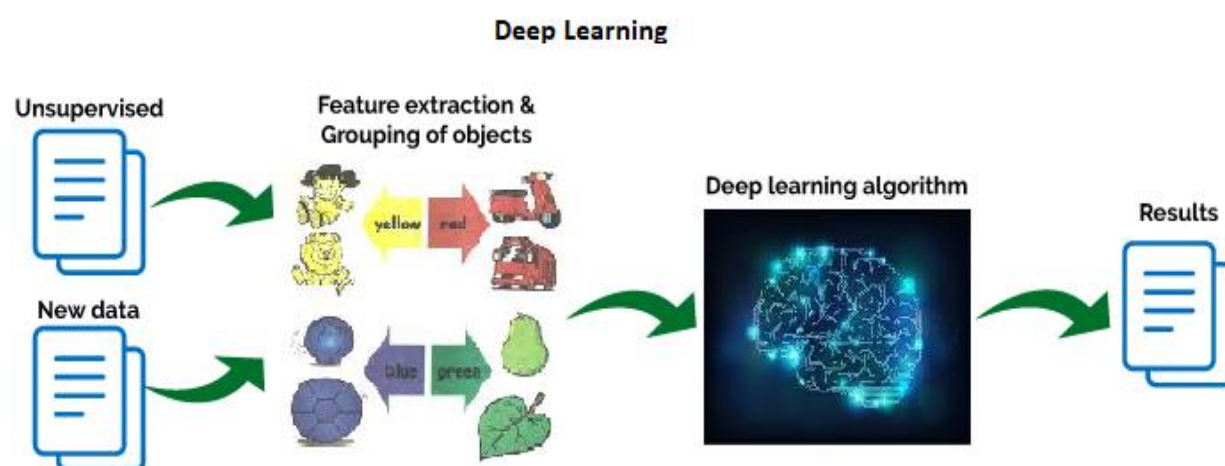 Deep Learning
Unsupervised
Feature extraction &
Grouping of objects
yellow
red
Deep learning algorithm
Results
New data
blue
green